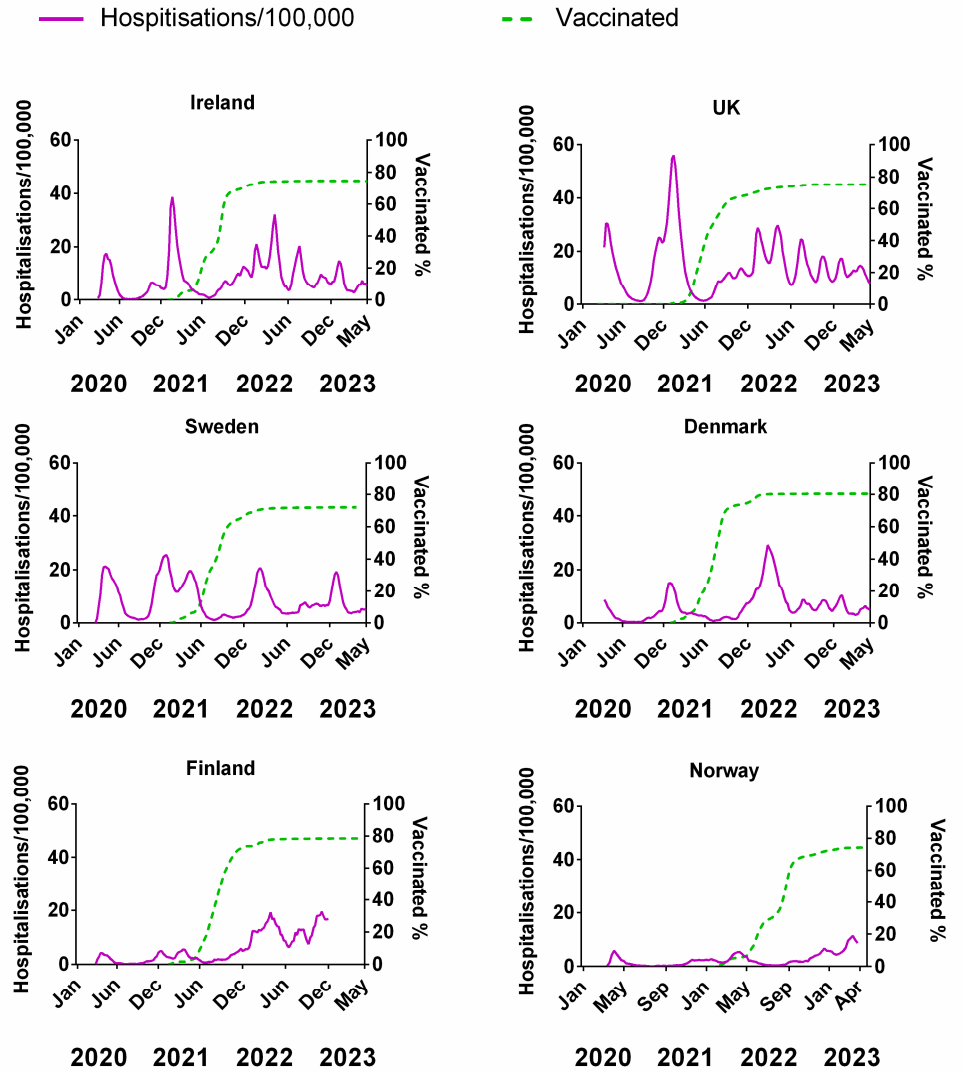 Hospitisations/100,000 Vaccinated
Ireland
Hospitalisations/100,000
60
40
20
0
100
80
60
40
20
0
Vaccinated %
Jan Jun Dec Jun Dec Jun Dec May
2020 2021 2022 2023
UK
Hospitalisations/100,000
60
40
20
0
100
80
60
40
20
0
Vaccinated %
Jan Jun Dec Jun Dec Jun Dec May
2020 2021 2022 2023
Sweden
Hospitalisations/100,000
60
40
20
0
100
80
60
40
20
0
Vaccinated %
Jan Jun Dec Jun Dec Jun Dec May
2020 2021 2022 2023
Denmark
Hospitalisations/100,000
60
40
20
0
100
80
60
40
20
0
Vaccinated %
Jan Jun Dec Jun Dec Jun Dec May
2020 2021 2022 2023
Finland
Hospitalisations/100,000
60
40
20
0
100
80
60
40
20
0
Vaccinated %
Jan Jun Dec Jun Dec Jun Dec May
2020 2021 2022 2023
Norway
Hospitalisations/100,000
60
40
20
0
100
80
60
40
20
0
Vaccinated %
Jan May Sep Jan May Sep Jan Apr
2020 2021 2022 2023